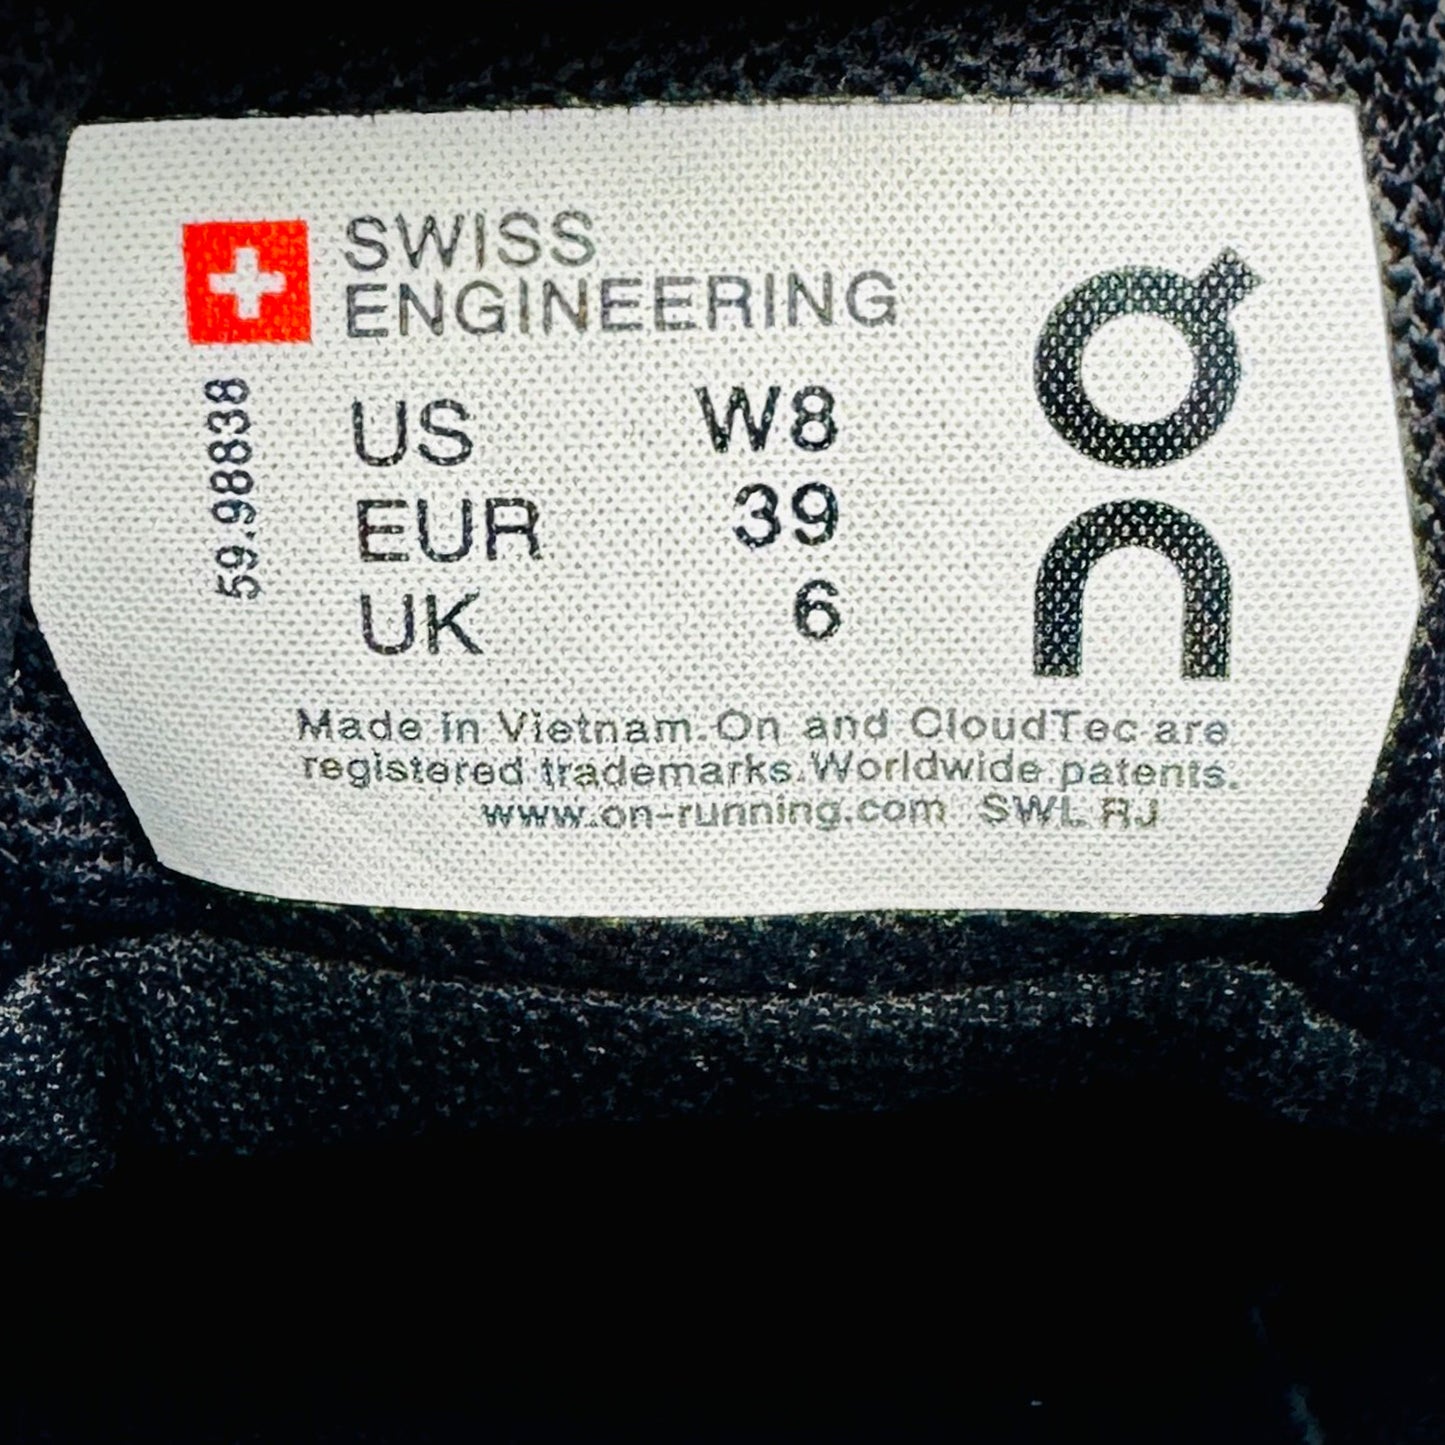 SWISS
ENGINEERING
59.98838
US W8
EUR 39
UK 6
On
Made in Vietnam. On and CloudTec are
registered trademarks. Worldwide patents.
www.on-running.com SWL RJ